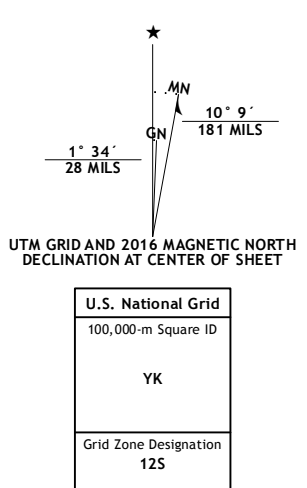 ★
MN
GN
10° 9´
181 MILS
1° 34´
28 MILS
UTM GRID AND 2016 MAGNETIC NORTH
DECLINATION AT CENTER OF SHEET
U.S. National Grid
100,000-m Square ID
YK
Grid Zone Designation
12S